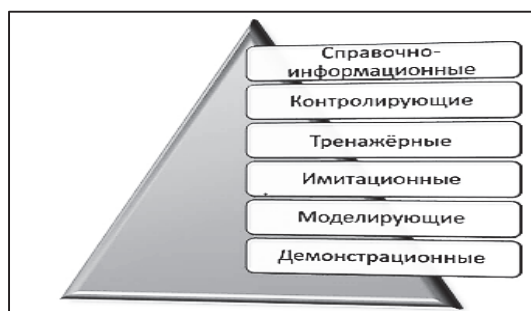 Справочно-
информационные
Контролирующие
Тренажёрные
Имитационные
Моделирующие
Демонстрационные